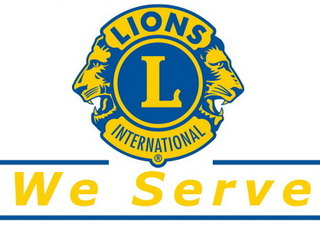 LIONS
L
INTERNATIONAL
®
We Serve